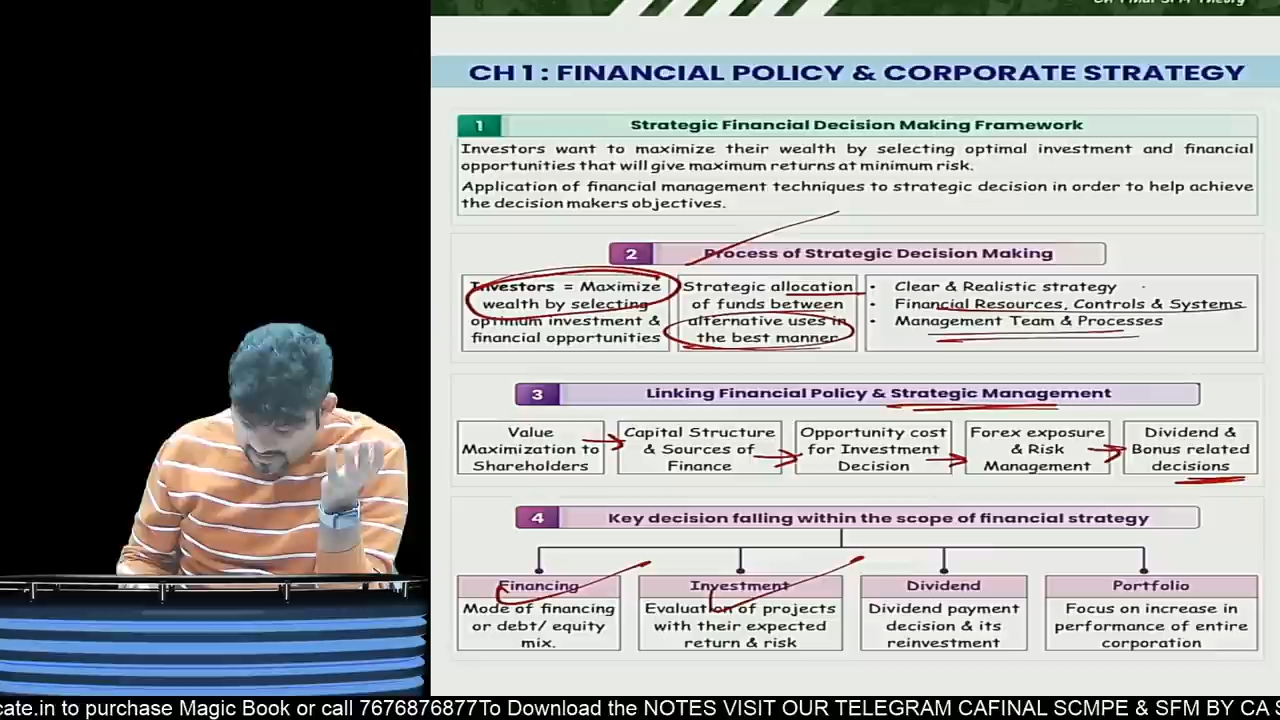 CH 1 : FINANCIAL POLICY & CORPORATE STRATEGY
1
Strategic Financial Decision Making Framework
Investors want to maximize their wealth by selecting optimal investment and financial
opportunities that will give maximum returns at minimum risk.
Application of financial management techniques to strategic decision in order to help achieve
the decision makers objectives.
2
Process of Strategic Decision Making
Investors = Maximize
wealth by selecting
optimum investment &
financial opportunities
Strategic allocation
of funds between
alternative uses in
the best manner
• Clear & Realistic strategy
• Financial Resources, Controls & Systems
• Management Team & Processes
3
Linking Financial Policy & Strategic Management
Value
Maximization to
Shareholders
Capital Structure
& Sources of
Finance
Opportunity cost
for Investment
Decision
Forex exposure
& Risk
Management
Dividend &
Bonus related
decisions
4
Key decision falling within the scope of financial strategy
Financing
Mode of financing
or debt/ equity
mix.
Investment
Evaluation of projects
with their expected
return & risk
Dividend
Dividend payment
decision & its
reinvestment
Portfolio
Focus on increase in
performance of entire
corporation
cate.in to purchase Magic Book or call 7676876877To Download the NOTES VISIT OUR TELEGRAM CAFINAL SCMPE & SFM BY CA S